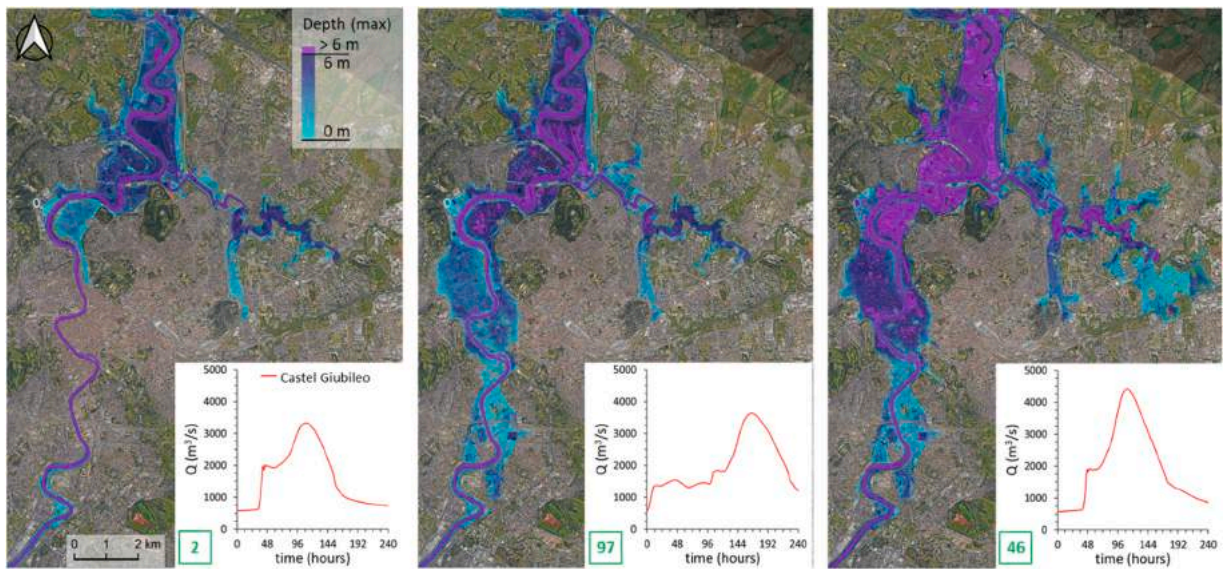 Depth (max)
> 6 m
6 m
0 m
5000
4000
3000
2000
1000
0
Q (m³/s)
Castel Giubileo
0 48 96 144 192 240
time (hours)
2
0 1 2 km
5000
4000
3000
2000
1000
0
Q (m³/s)
0 48 96 144 192 240
time (hours)
97
5000
4000
3000
2000
1000
0
Q (m³/s)
0 48 96 144 192 240
time (hours)
46